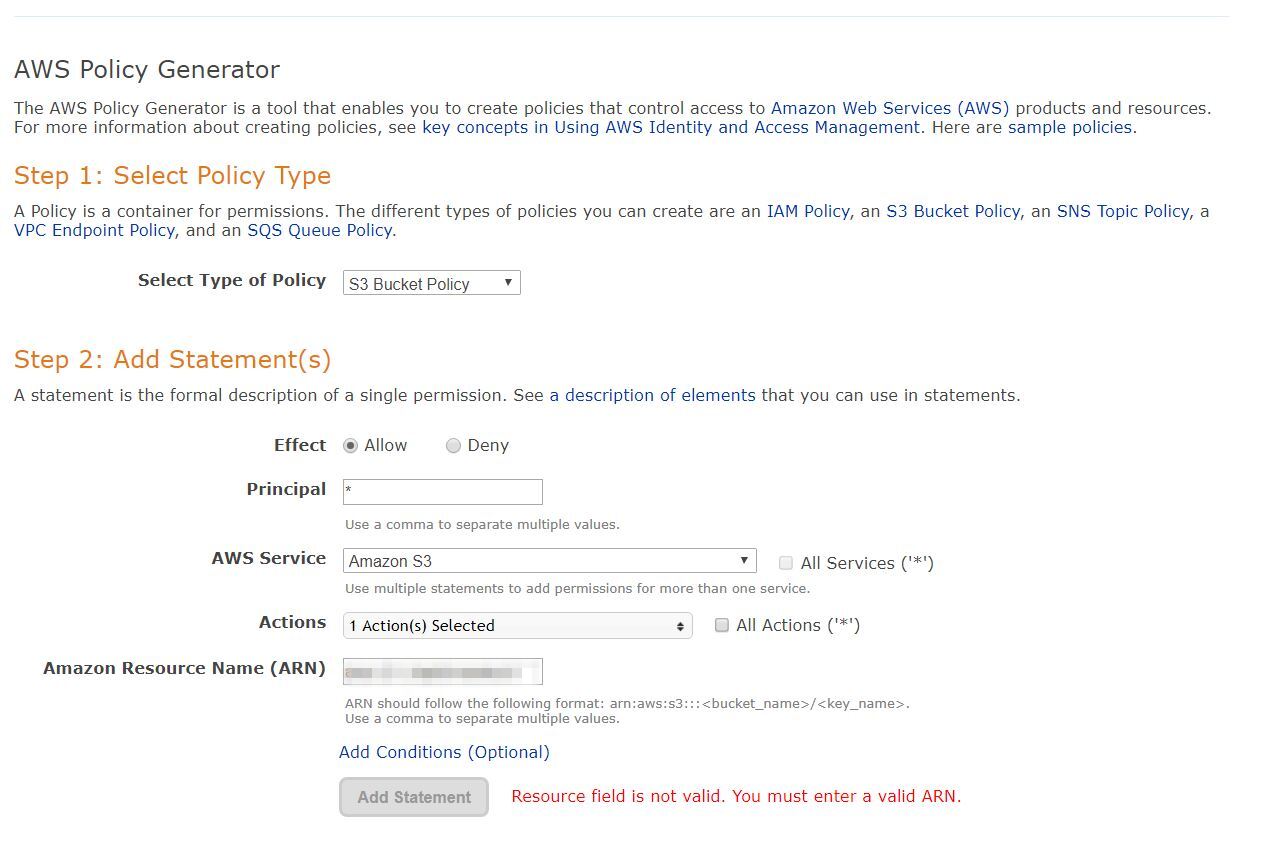 AWS Policy Generator
The AWS Policy Generator is a tool that enables you to create policies that control access to Amazon Web Services (AWS) products and resources.
For more information about creating policies, see key concepts in Using AWS Identity and Access Management. Here are sample policies.
Step 1: Select Policy Type
A Policy is a container for permissions. The different types of policies you can create are an IAM Policy, an S3 Bucket Policy, an SNS Topic Policy, a
VPC Endpoint Policy, and an SQS Queue Policy.
Select Type of Policy S3 Bucket Policy
Step 2: Add Statement(s)
A statement is the formal description of a single permission. See a description of elements that you can use in statements.
Effect Allow Deny
Principal *
Use a comma to separate multiple values.
AWS Service Amazon S3 All Services ('*')
Use multiple statements to add permissions for more than one service.
Actions 1 Action(s) Selected All Actions ('*')
Amazon Resource Name (ARN)
ARN should follow the following format: arn:aws:s3:::<bucket_name>/<key_name>.
Use a comma to separate multiple values.
Add Conditions (Optional)
Add Statement Resource field is not valid. You must enter a valid ARN.